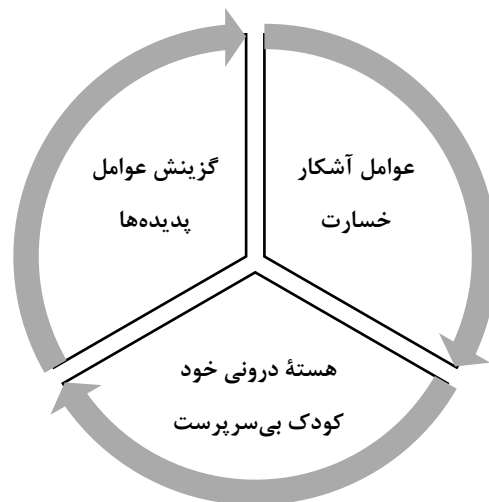 عوامل آشکار
خسارت
گزینش عوامل
پدیده‌ها
هستهٔ درونی خود
کودک بی‌سرپرست